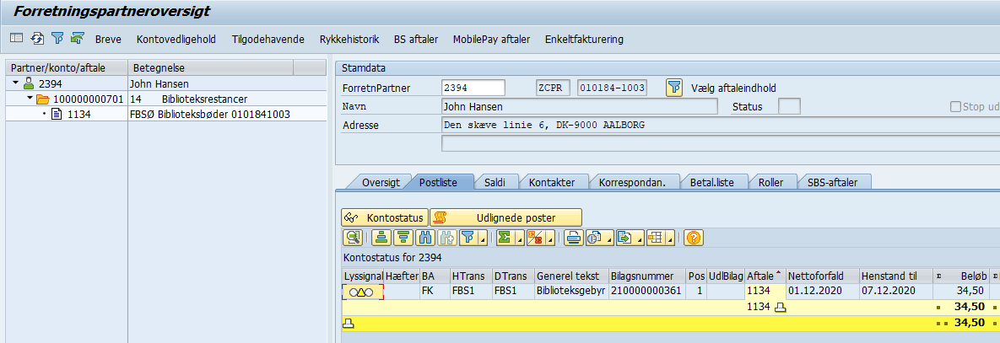 Forretningspartneroversigt
Breve Kontovedligehold Tilgodehavende Rykkehistorik BS aftaler MobilePay aftaler Enkeltfakturering
Partner/konto/aftale Betegnelse
2394 John Hansen
100000000701 14 Biblioteksrestancer
1134 FBSØ Biblioteksbøder 0101841003
Stamdata
ForretnPartner 2394 ZCPR 010184-1003 Vælg aftaleindhold
Navn John Hansen Status Stop ud
Adresse Den skæve linie 6, DK-9000 AALBORG
Oversigt Postliste Saldi Kontakter Korrespondan. Betal.liste Roller SBS-aftaler
Kontostatus Udlignede poster
Kontostatus for 2394
Lyssignal Hæfter BA HTrans DTrans Generel tekst Bilagsnummer Pos UdlBilag Aftale Nettoforfald Henstand til Beløb
FK FBS1 FBS1 Biblioteksgebyr 210000000361 1 1134 01.12.2020 07.12.2020 34,50
1134 34,50
34,50